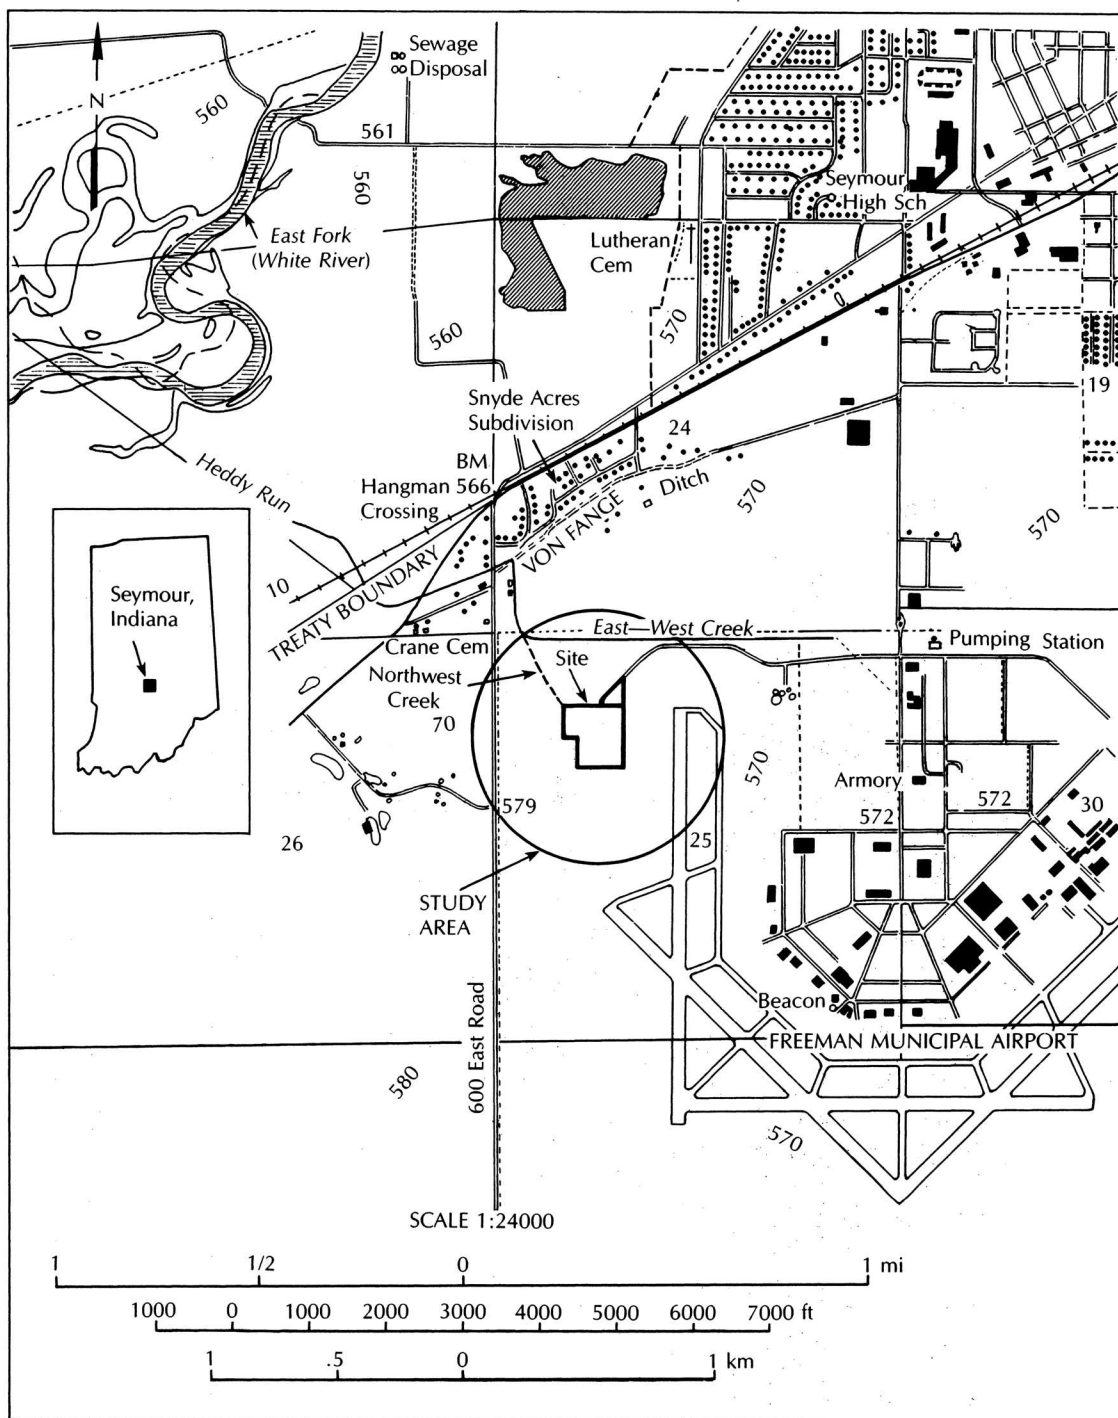 Sewage
Disposal
N
560
561
560
East Fork
(White River)
Seymour
High Sch
Lutheran
Cem
570
560
0
19
Snyde Acres
Subdivision
24
BM
Hangman 566
Crossing
Heddy Run
VON FANGE
Ditch
570
570
10
TREATY BOUNDARY
Seymour,
Indiana
East—West Creek
Pumping Station
Crane Cem
Site
Northwest
Creek
70
570
Armory
579
572
572
30
26
25
STUDY
AREA
Beacon
FREEMAN MUNICIPAL AIRPORT
600 East Road
580
570
SCALE 1:24000
1 1/2 0 1 mi
1000 0 1000 2000 3000 4000 5000 6000 7000 ft
1 .5 0 1 km